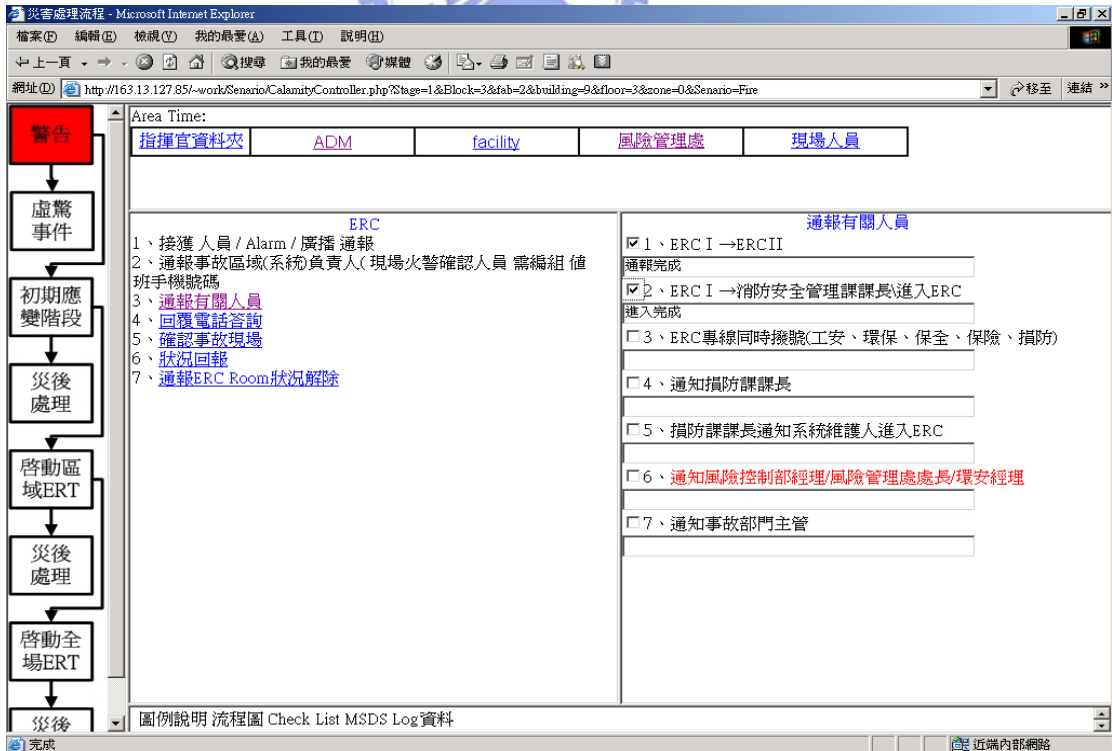 災害處理流程 - Microsoft Internet Explorer
檔案(F) 編輯(E) 檢視(V) 我的最愛(A) 工具(T) 說明(H)
上一頁 搜尋 我的最愛 媒體
網址(D) http://163.13.127.85/~work/Senario/CalamityController.php?Stage=1&Block=3&fab=2&building=9&floor=3&zone=0&Senario=Fire 移至 連結 »
警告
虛驚
事件
初期應
變階段
災後
處理
啓動區
域ERT
災後
處理
啓動全
場ERT
災後
Area Time:
指揮官資料夾 ADM facility 風險管理處 現場人員
ERC
1、接獲 人員 / Alarm / 廣播 通報
2、通報事故區域(系統)負責人( 現場火警確認人員 需編組 値
班手機號碼
3、通報有關人員
4、回覆電話答詢
5、確認事故現場
6、狀況回報
7、通報ERC Room狀況解除
通報有關人員
1、ERC I →ERCII
通報完成
2、ERC I →消防安全管理課課長\進入ERC
進入完成
3、ERC專線同時撥號(工安、環保、保全、保險、損防)
4、通知損防課課長
5、損防課課長通知系統維護人進入ERC
6、通知風險控制部經理/風險管理處處長/環安經理
7、通知事故部門主管
圖例說明 流程圖 Check List MSDS Log資料
完成 近端內部網路